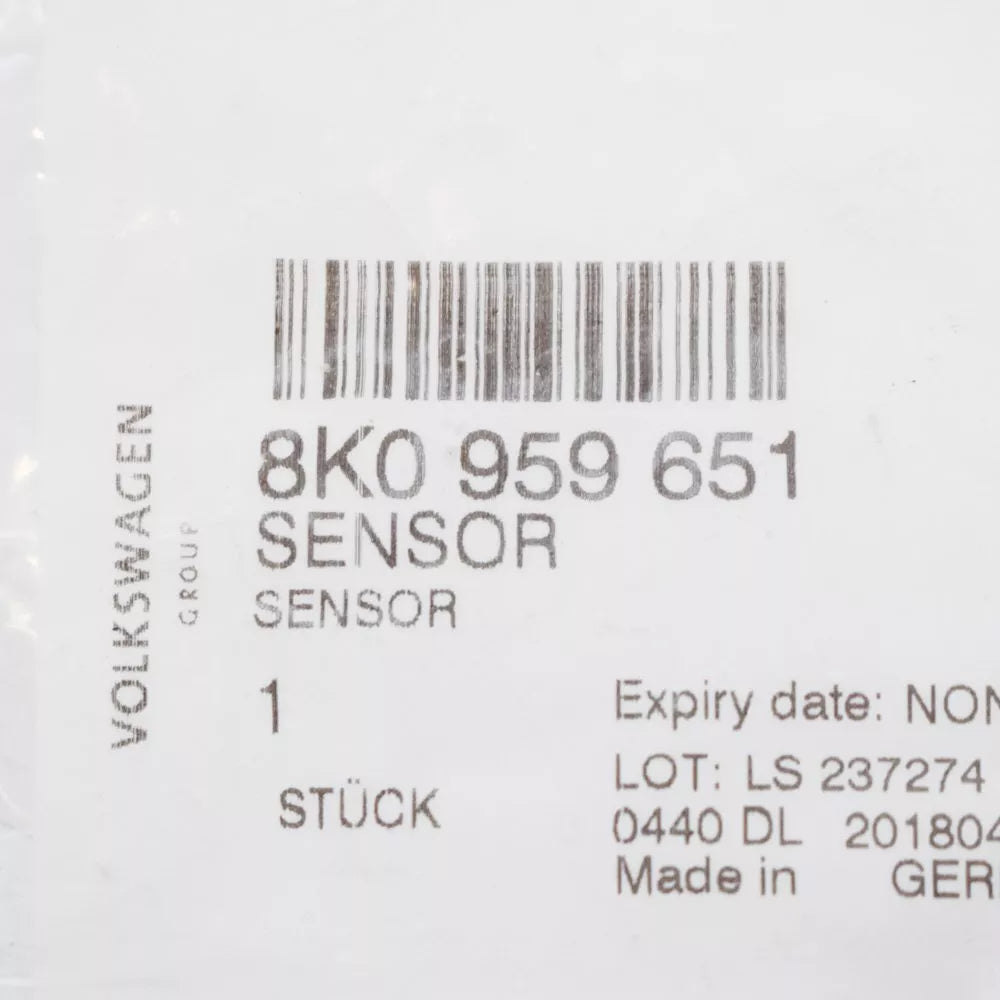 VOLKSWAGEN
GROUP
8K0 959 651
SENSOR
SENSOR
1
STÜCK
Expiry date: NON
LOT: LS 237274
0440 DL 201804
Made in GER